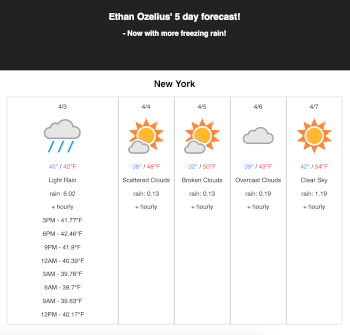 Ethan Ozelius' 5 day forecast!
- Now with more freezing rain!
New York
4/3
40° / 42°F
Light Rain
rain: 6.02
+ hourly
3PM - 41.77°F
6PM - 42.46°F
9PM - 41.9°F
12AM - 40.39°F
3AM - 39.76°F
6AM - 39.7°F
9AM - 39.63°F
12PM - 40.17°F
4/4
38° / 48°F
Scattered Clouds
rain: 0.13
+ hourly
4/5
32° / 50°F
Broken Clouds
rain: 0.13
+ hourly
4/6
39° / 49°F
Overcast Clouds
rain: 0.19
+ hourly
4/7
42° / 54°F
Clear Sky
rain: 1.19
+ hourly